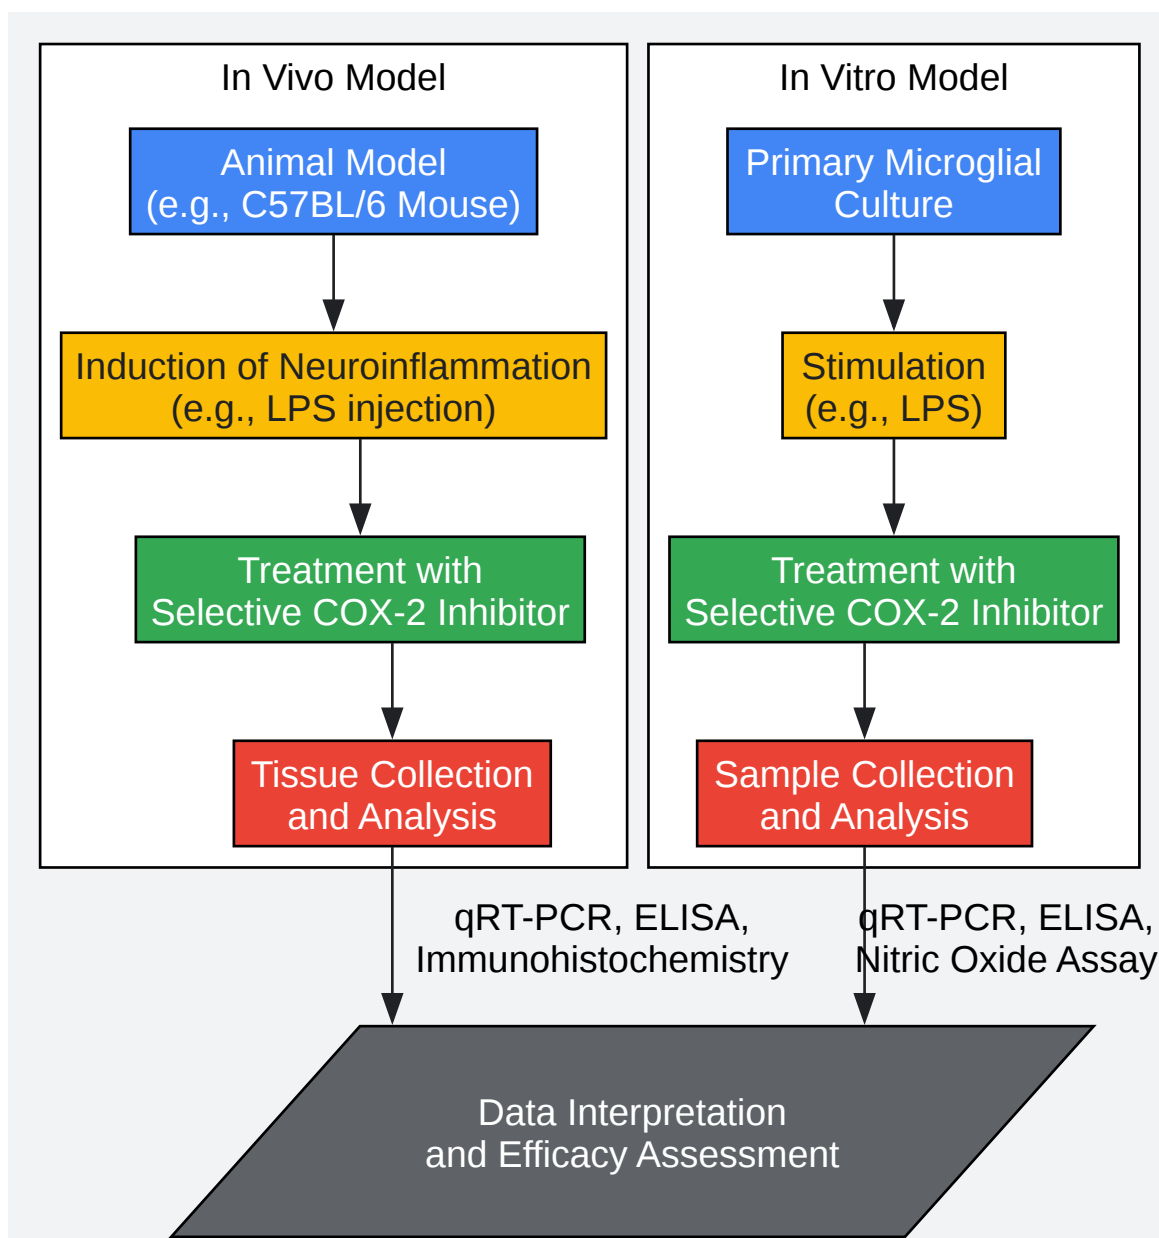 In Vivo Model
Animal Model
(e.g., C57BL/6 Mouse)
Induction of Neuroinflammation
(e.g., LPS injection)
Treatment with
Selective COX-2 Inhibitor
Tissue Collection
and Analysis
qRT-PCR, ELISA,
Immunohistochemistry
In Vitro Model
Primary Microglial
Culture
Stimulation
(e.g., LPS)
Treatment with
Selective COX-2 Inhibitor
Sample Collection
and Analysis
qRT-PCR, ELISA,
Nitric Oxide Assay
Data Interpretation
and Efficacy Assessment